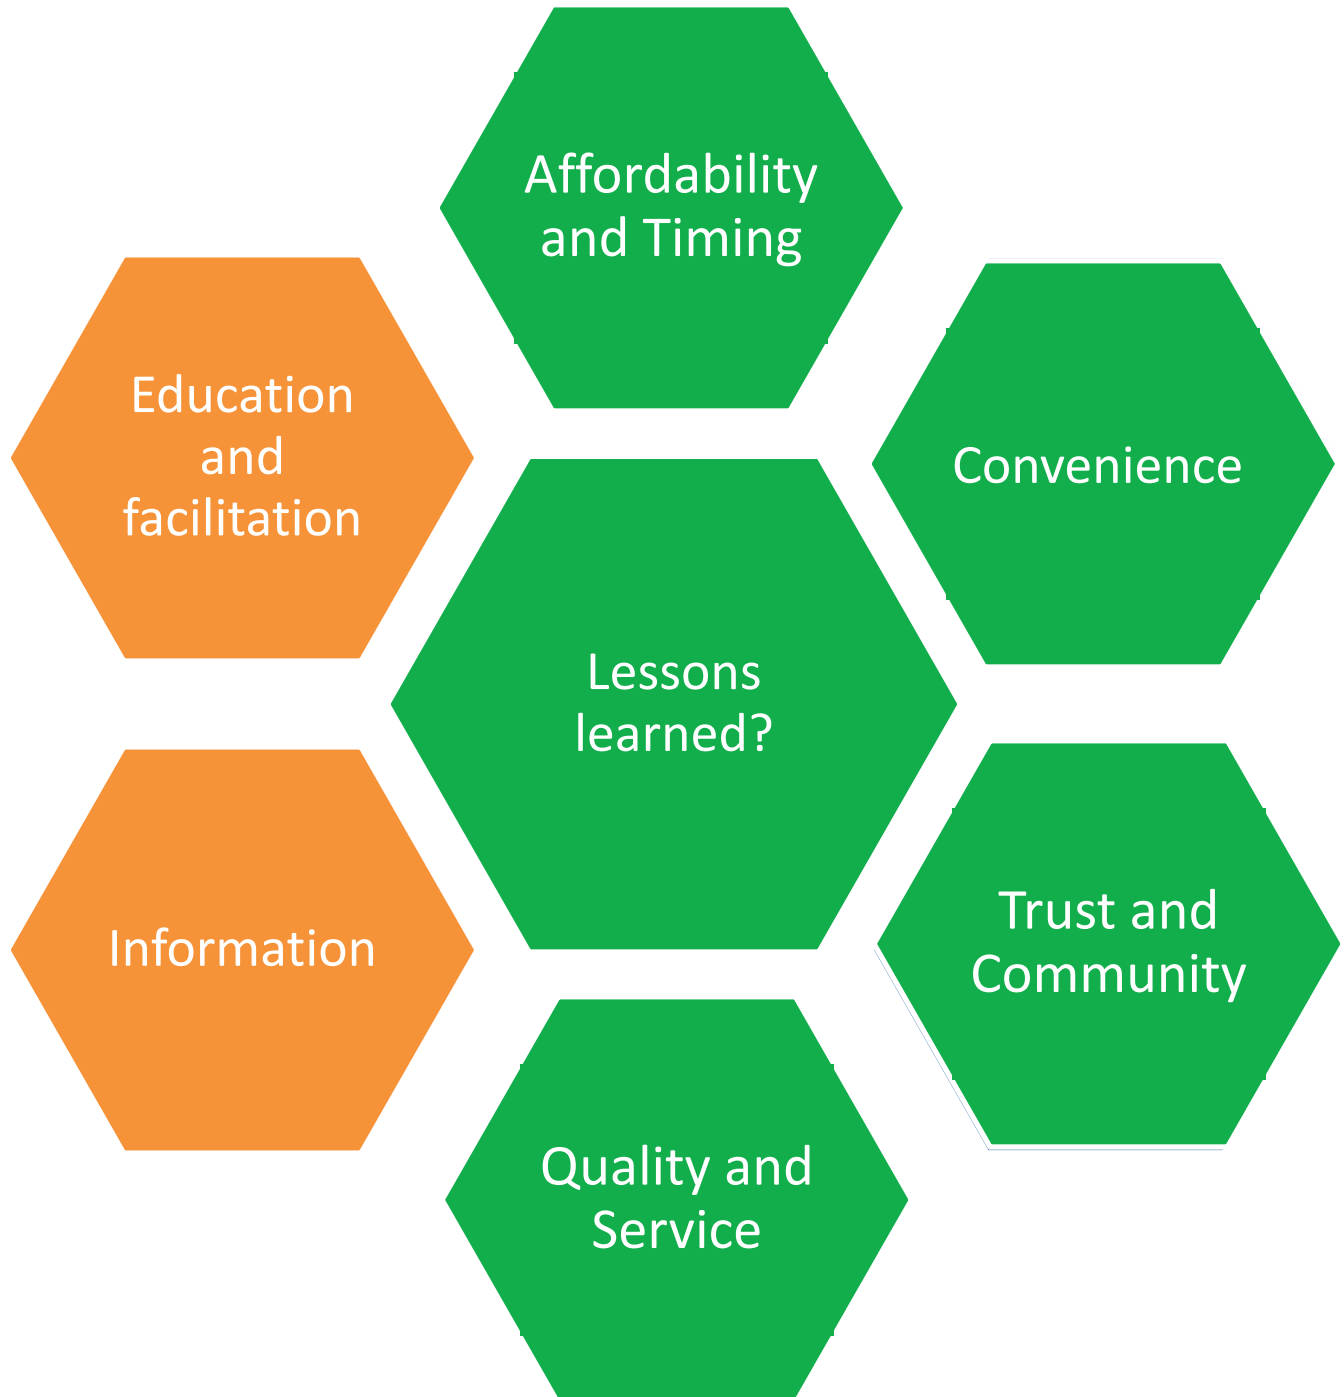 Affordability
and Timing
Education
and
facilitation
Convenience
Lessons
learned?
Trust and
Community
Information
Quality and
Service